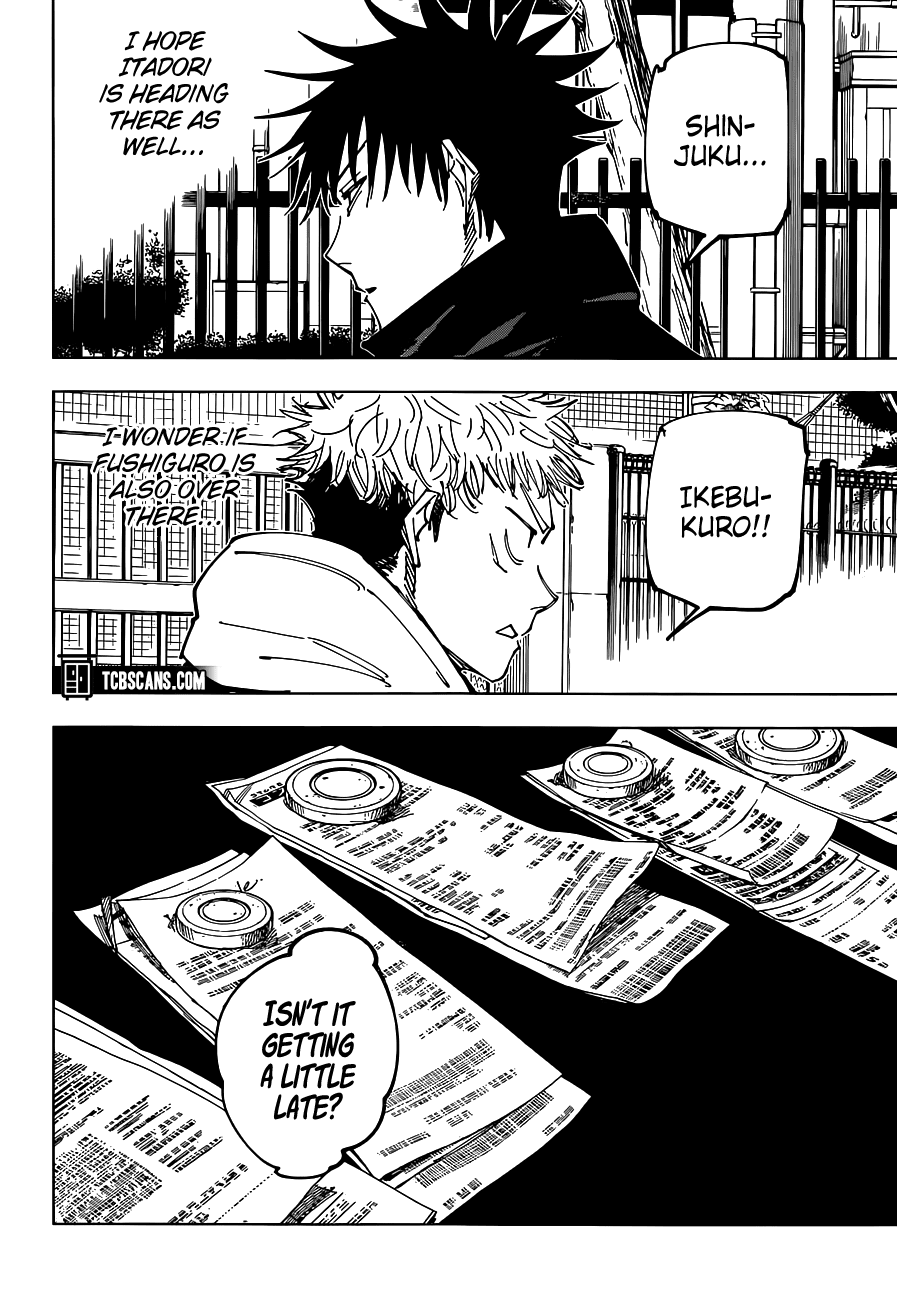 I HOPE
ITADORI
IS HEADING
THERE AS
WELL...
SHIN-
JUKU...
I WONDER IF
FUSHIGURO IS
ALSO OVER
THERE...
IKEBU-
KURO!!
TCBSCANS.COM
ISN'T IT
GETTING
A LITTLE
LATE?